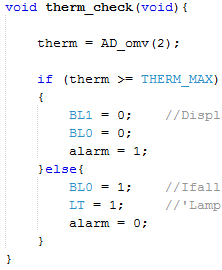 void therm_check(void){
therm = AD_omv(2);
if (therm >= THERM_MAX)
{
BL1 = 0; //Displ
BL0 = 0;
alarm = 1;
}else{
BL0 = 1; //Ifall
LT = 1; //'Lamp
alarm = 0;
}
}